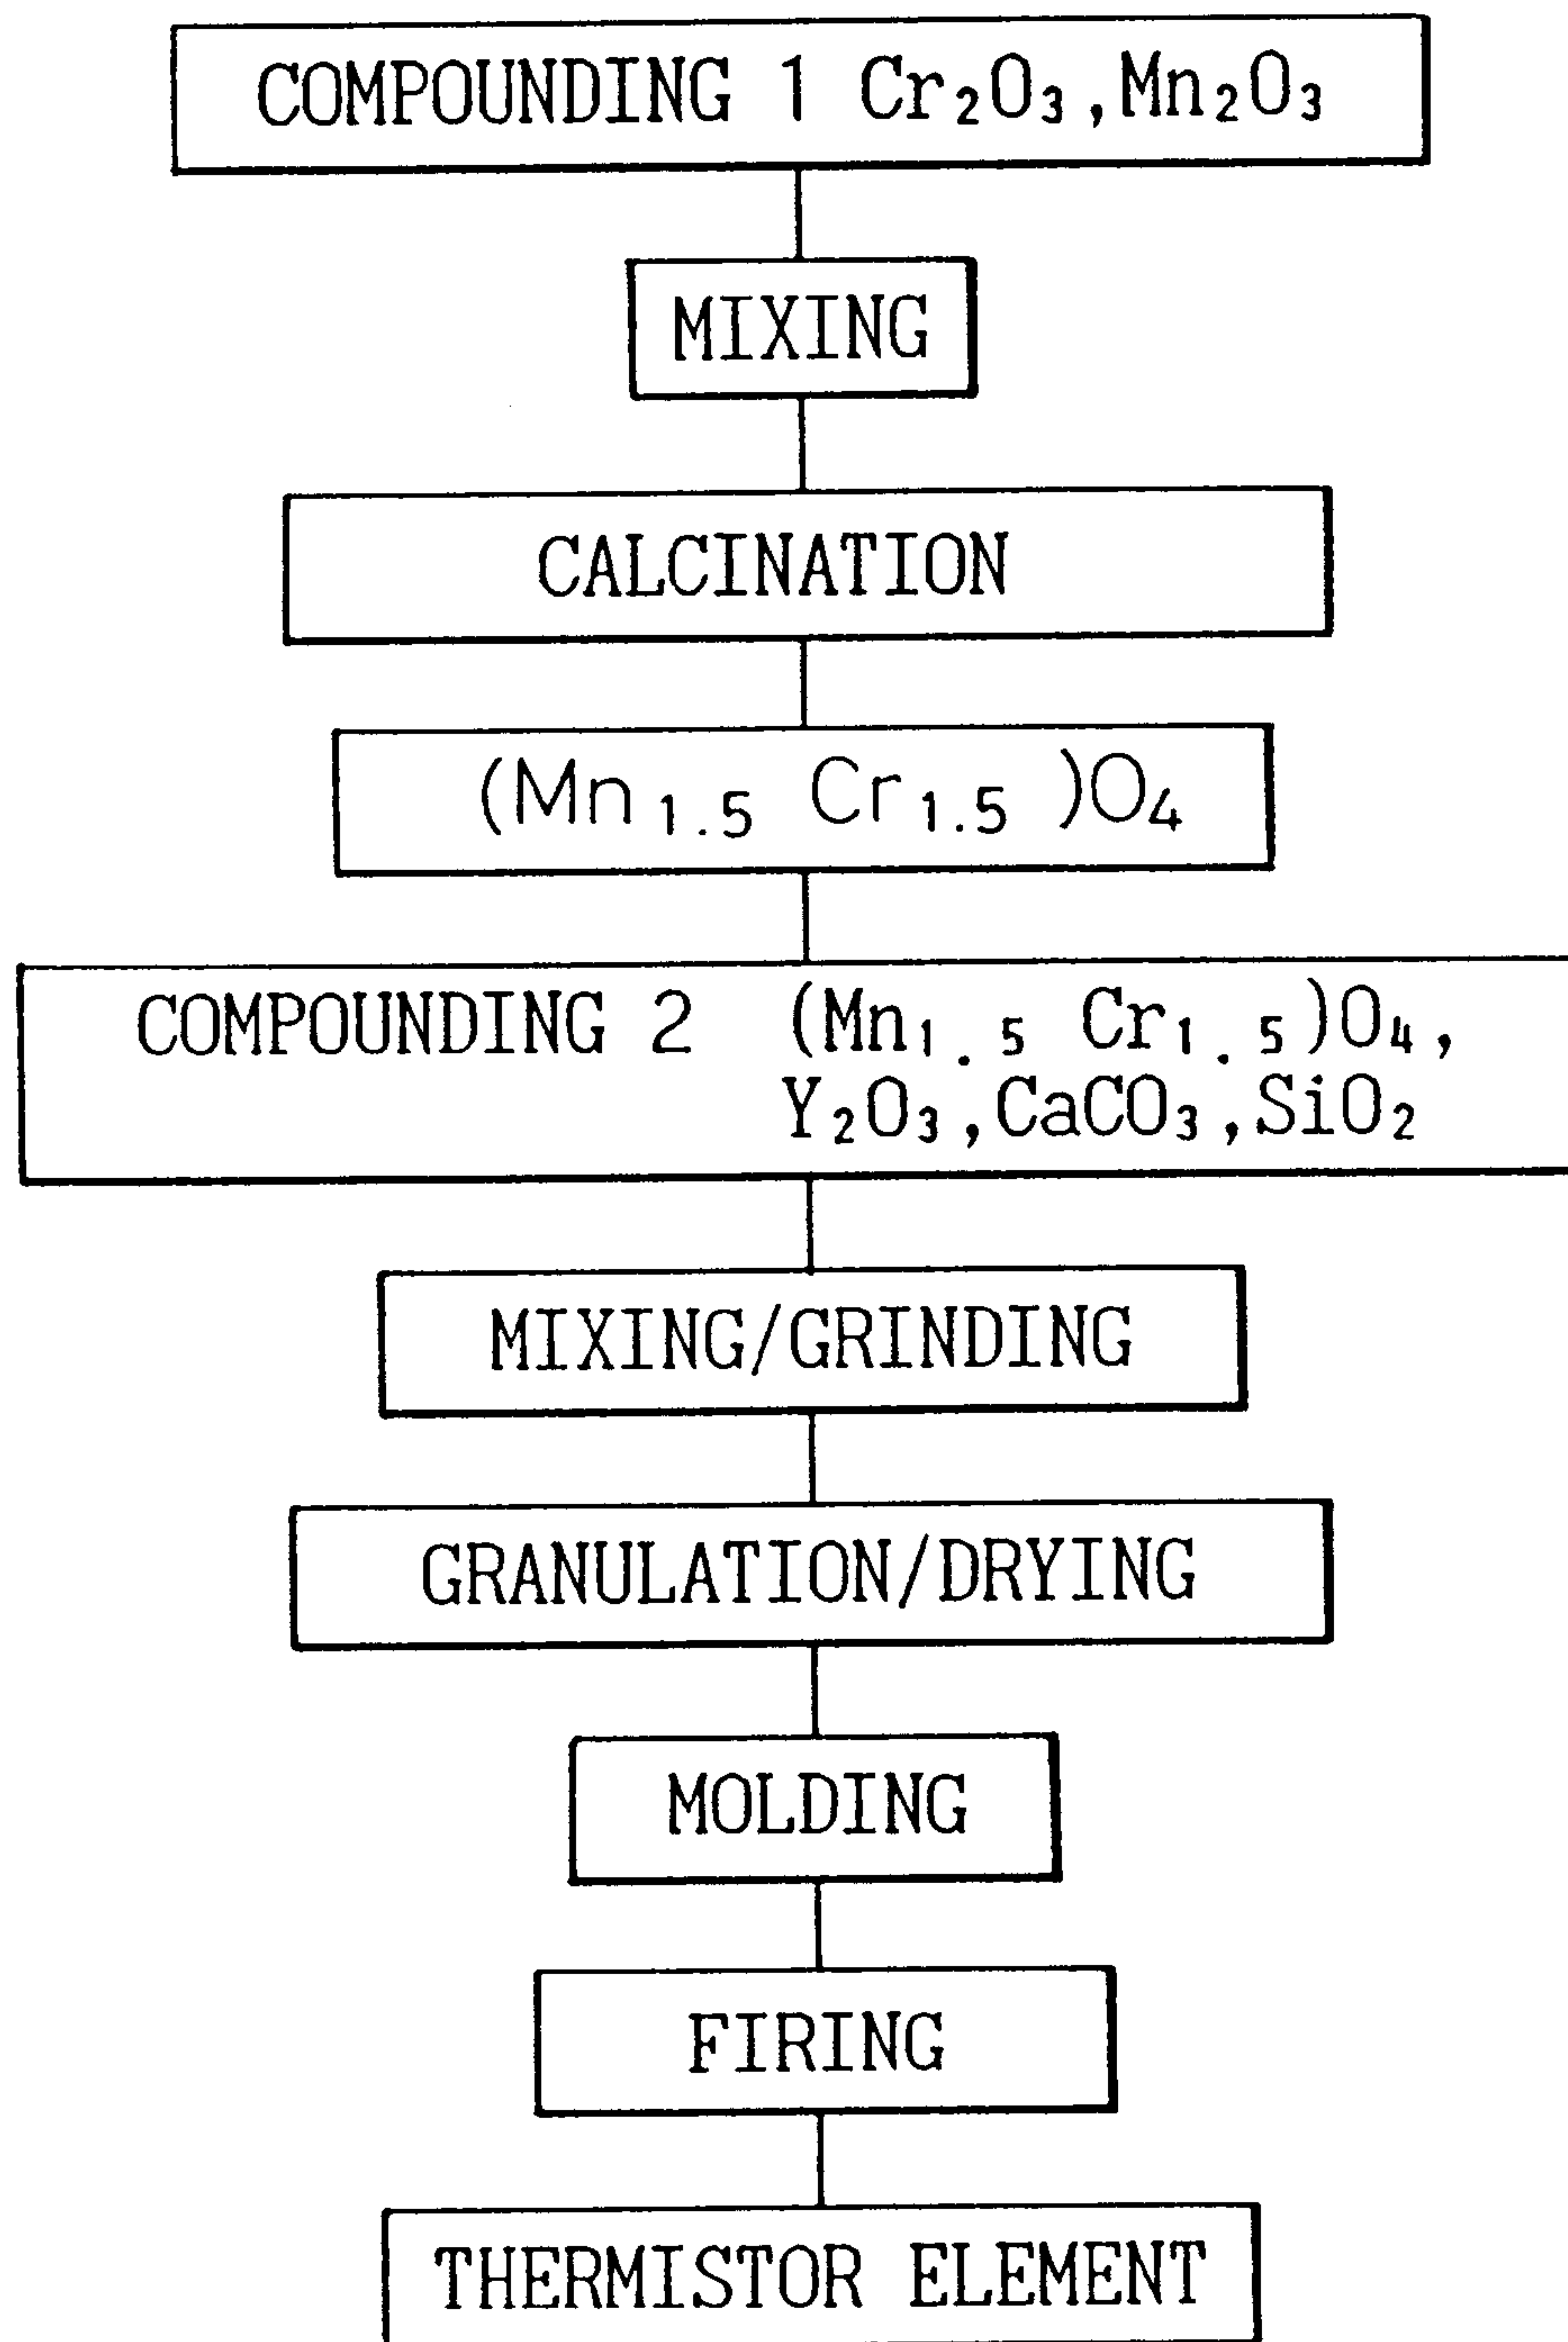 COMPOUNDING 1 Cr₂O₃,Mn₂O₃
MIXING
CALCINATION
(Mn₁.₅ Cr₁.₅ )O₄
COMPOUNDING 2 (Mn₁.₅ Cr₁.₅)O₄,
Y₂O₃,CaCO₃,SiO₂
MIXING/GRINDING
GRANULATION/DRYING
MOLDING
FIRING
THERMISTOR ELEMENT